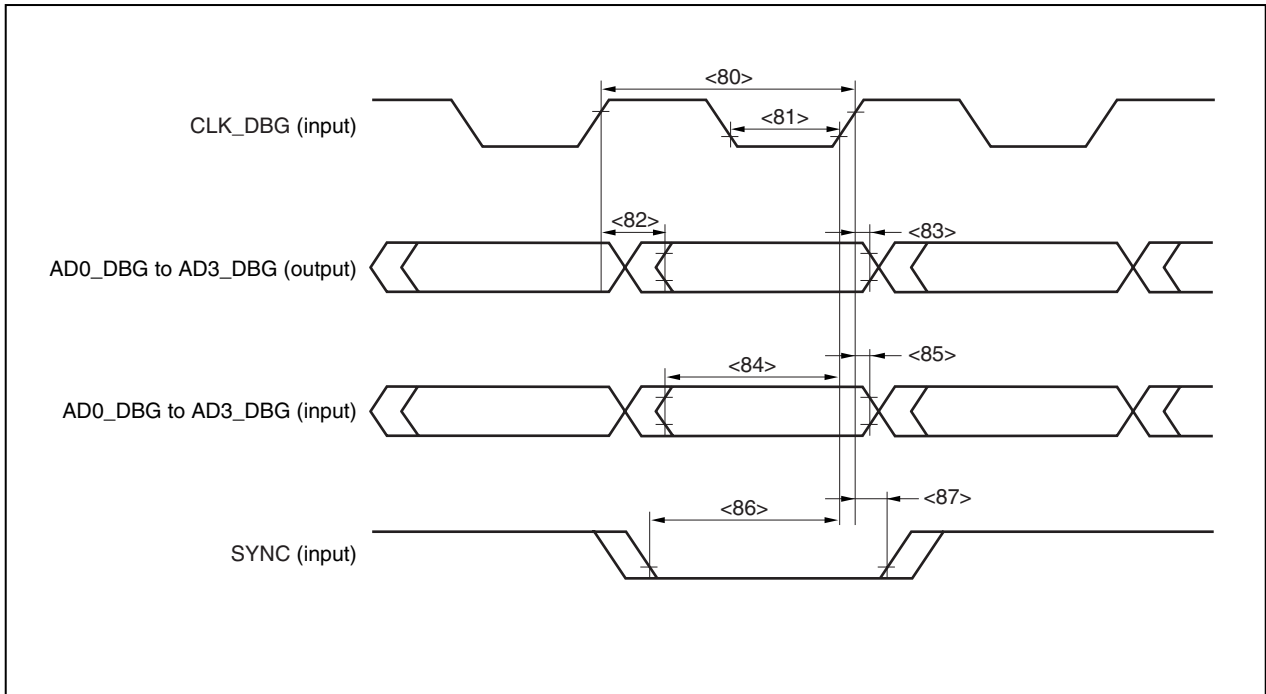 <80>
CLK_DBG (input)
<81>
<82>
<83>
AD0_DBG to AD3_DBG (output)
<84>
<85>
AD0_DBG to AD3_DBG (input)
<86>
<87>
SYNC (input)